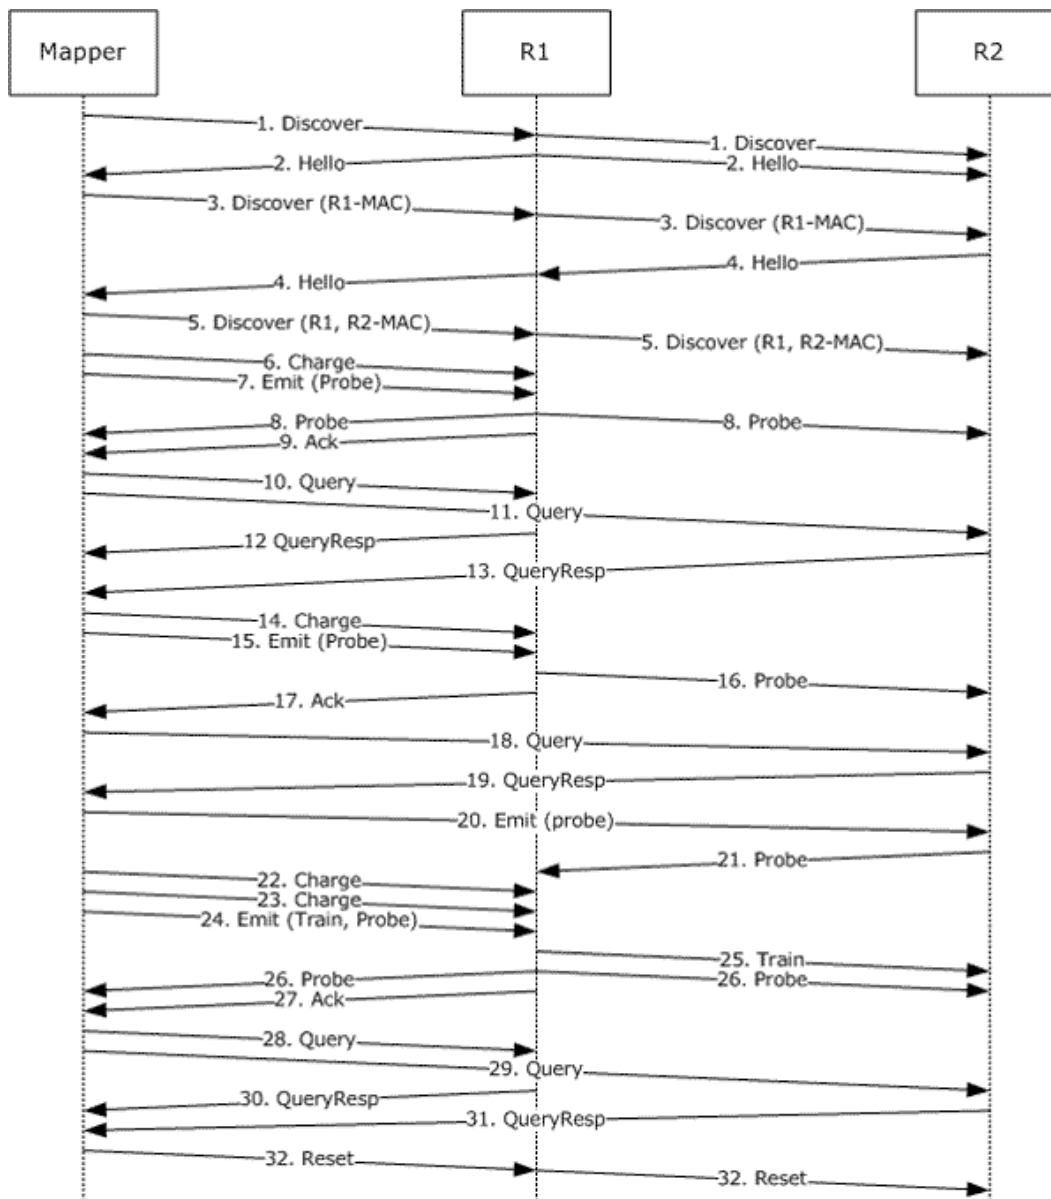 Mapper
R1
R2
1. Discover
1. Discover
2. Hello
2. Hello
3. Discover (R1-MAC)
3. Discover (R1-MAC)
4. Hello
4. Hello
5. Discover (R1, R2-MAC)
5. Discover (R1, R2-MAC)
6. Charge
7. Emit (Probe)
8. Probe
8. Probe
9. Ack
10. Query
11. Query
12 QueryResp
13. QueryResp
14. Charge
15. Emit (Probe)
16. Probe
17. Ack
18. Query
19. QueryResp
20. Emit (probe)
21. Probe
22. Charge
23. Charge
24. Emit (Train, Probe)
25. Train
26. Probe
26. Probe
27. Ack
28. Query
29. Query
30. QueryResp
31. QueryResp
32. Reset
32. Reset